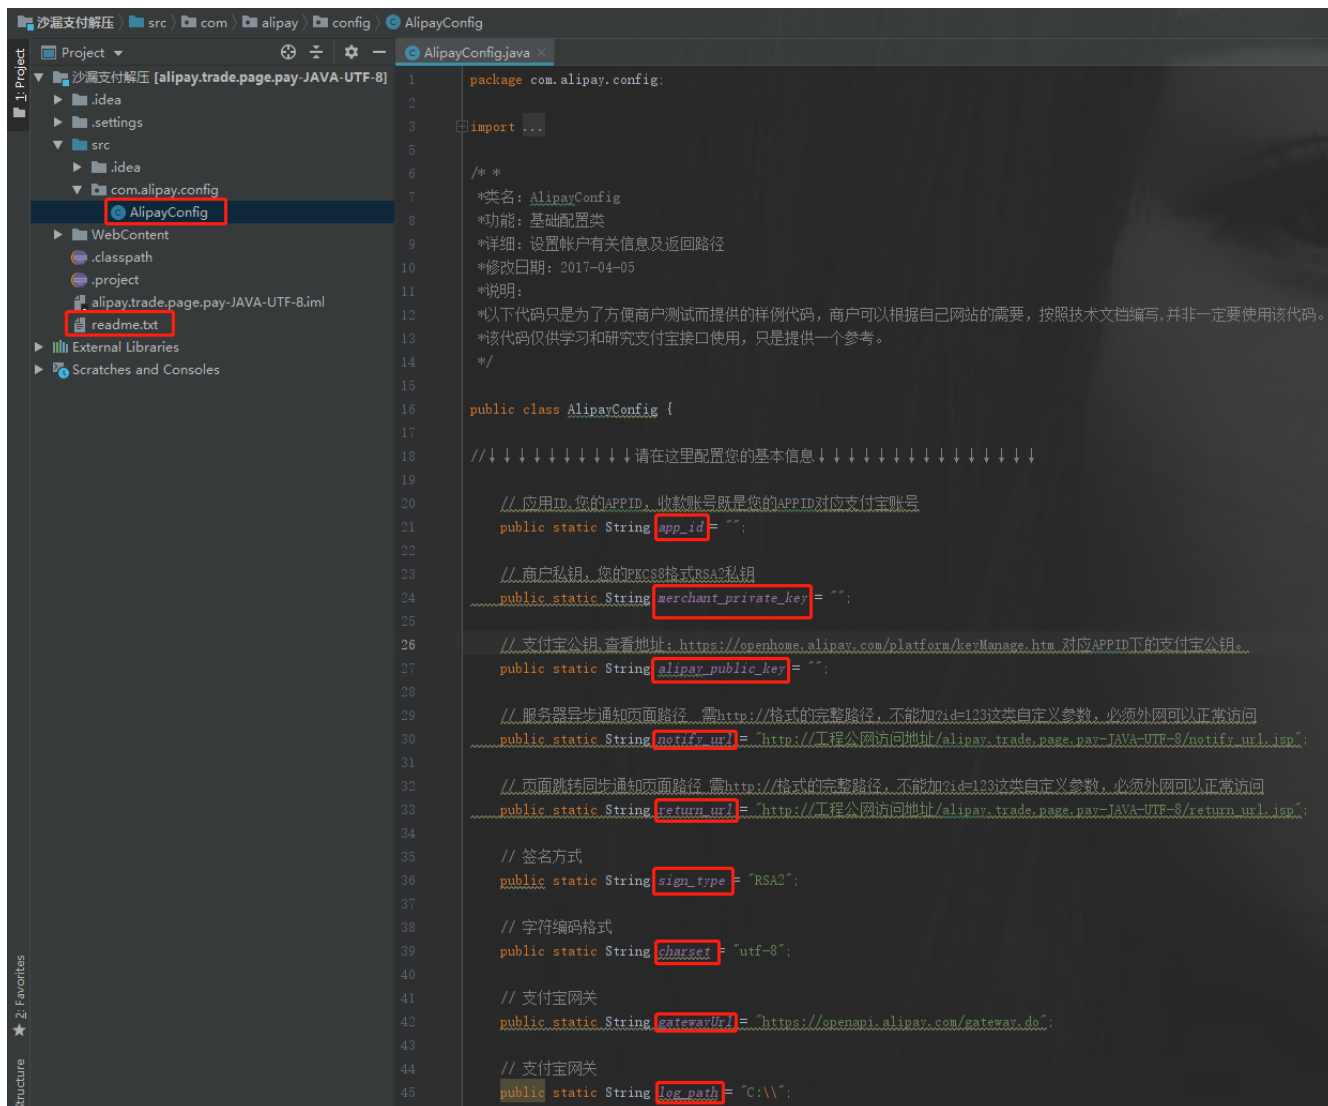 沙漏支付解压 〉 src 〉 com 〉 alipay 〉 config 〉 AlipayConfig
1: Project
Project
AlipayConfig.java ×
沙漏支付解压 [alipay.trade.page.pay-JAVA-UTF-8]
.idea
.settings
src
.idea
com.alipay.config
AlipayConfig
WebContent
.classpath
.project
alipay.trade.page.pay-JAVA-UTF-8.iml
readme.txt
External Libraries
Scratches and Consoles
2: Favorites
1 package com.alipay.config;
2
3 import ...
5
6 /* *
7 *类名：AlipayConfig
8 *功能：基础配置类
9 *详细：设置帐户有关信息及返回路径
10 *修改日期：2017-04-05
11 *说明：
12 *以下代码只是为了方便商户测试而提供的样例代码，商户可以根据自己网站的需要，按照技术文档编写,并非一定要使用该代码。
13 *该代码仅供学习和研究支付宝接口使用，只是提供一个参考。
14 */
15
16 public class AlipayConfig {
17
18 //↓↓↓↓↓↓↓↓↓↓请在这里配置您的基本信息↓↓↓↓↓↓↓↓↓↓↓↓↓↓↓
19
20 // 应用ID,您的APPID，收款账号既是您的APPID对应支付宝账号
21 public static String app_id = "";
22
23 // 商户私钥，您的PKCS8格式RSA2私钥
24 public static String merchant_private_key = "";
25
26 // 支付宝公钥,查看地址：https://openhome.alipay.com/platform/keyManage.htm 对应APPID下的支付宝公钥。
27 public static String alipay_public_key = "";
28
29 // 服务器异步通知页面路径 需http://格式的完整路径，不能加?id=123这类自定义参数，必须外网可以正常访问
30 public static String notify_url = "http://工程公网访问地址/alipay.trade.page.pay-JAVA-UTF-8/notify_url.jsp";
31
32 // 页面跳转同步通知页面路径 需http://格式的完整路径，不能加?id=123这类自定义参数，必须外网可以正常访问
33 public static String return_url = "http://工程公网访问地址/alipay.trade.page.pay-JAVA-UTF-8/return_url.jsp";
34
35 // 签名方式
36 public static String sign_type = "RSA2";
37
38 // 字符编码格式
39 public static String charset = "utf-8";
40
41 // 支付宝网关
42 public static String gatewayUrl = "https://openapi.alipay.com/gateway.do";
43
44 // 支付宝网关
45 public static String log_path = "C:\\";